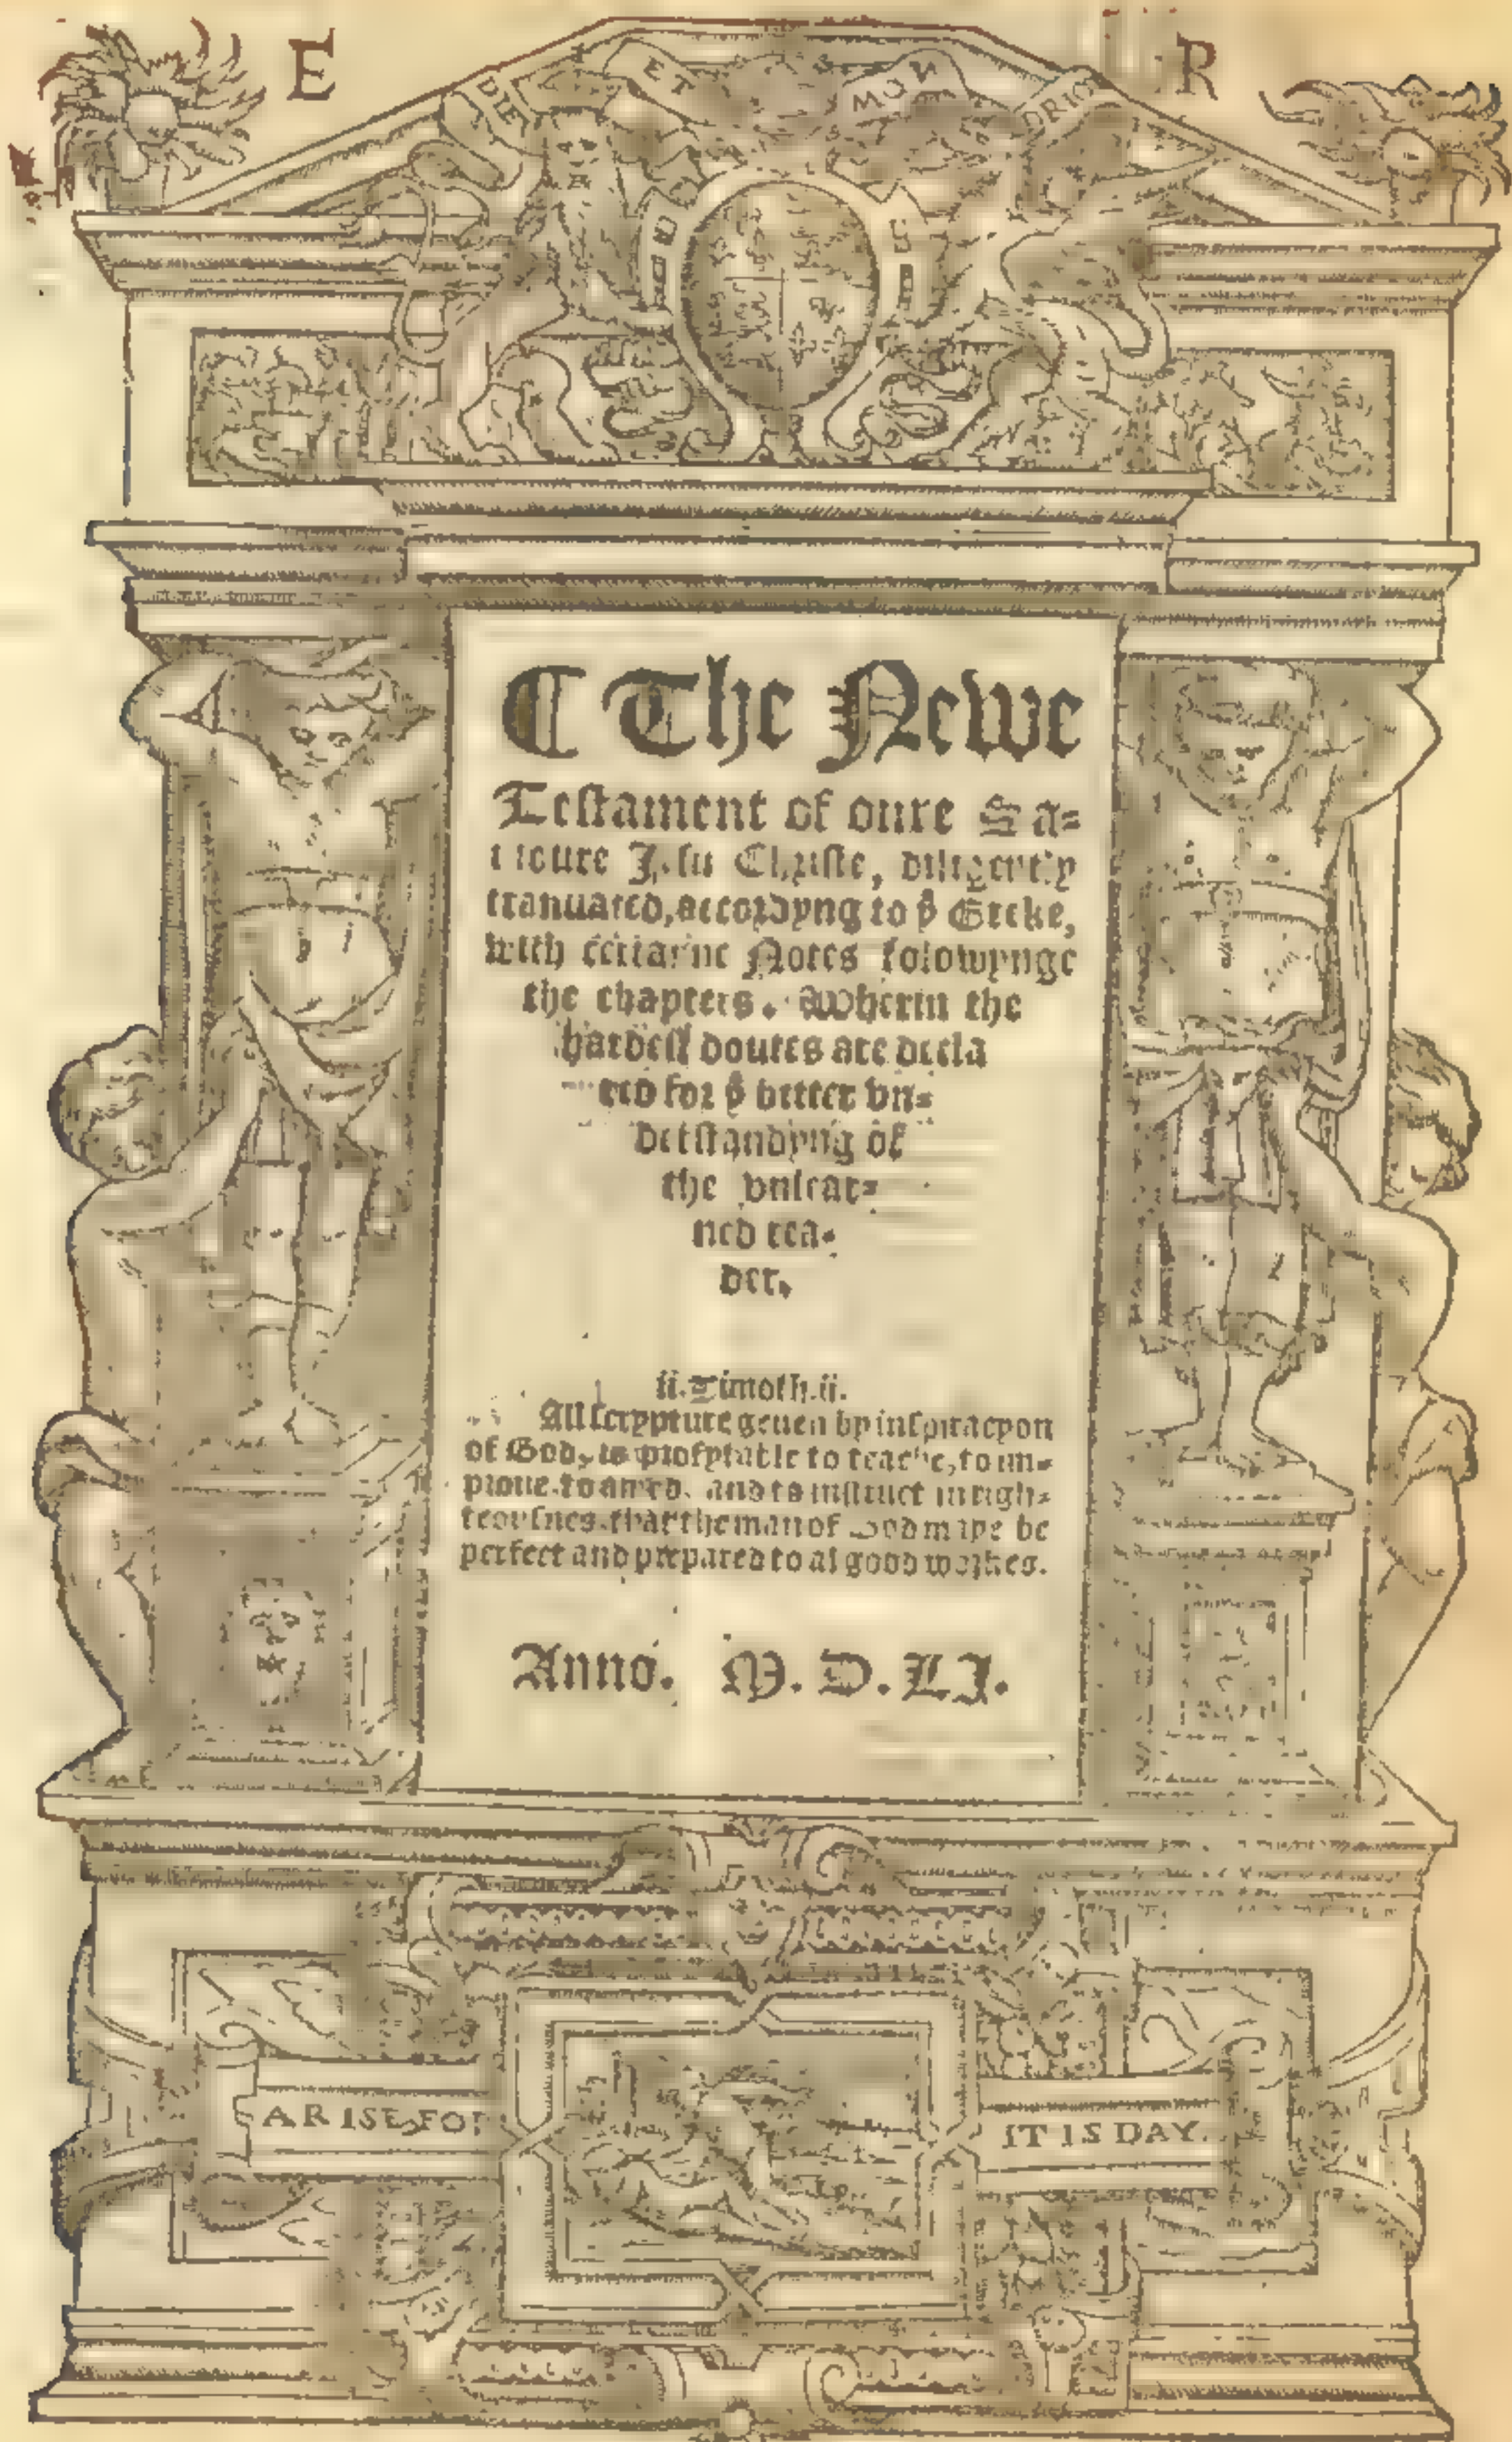 E R
DIE ET MON DROIT
The Newe
Testament of oure Sa=
uioure Jesu Christe, diligently
translated, accordyng to þe Greke,
with certayne Notes folowynge
the chapters. Wherin the
hardest doutes are decla
red for þe better vn=
derstandyng of
the vnlear=
ned rea=
der.
ii. Timoth. ii.
All scrypture geuen by inspiracyon
of God, is profytable to teache, to im=
proue, to amend, and to instruct in righ=
teousnes, that the man of God maye be
perfect and prepared to al good workes.
Anno. M. D. LI.
ARISE, FOR IT IS DAY.